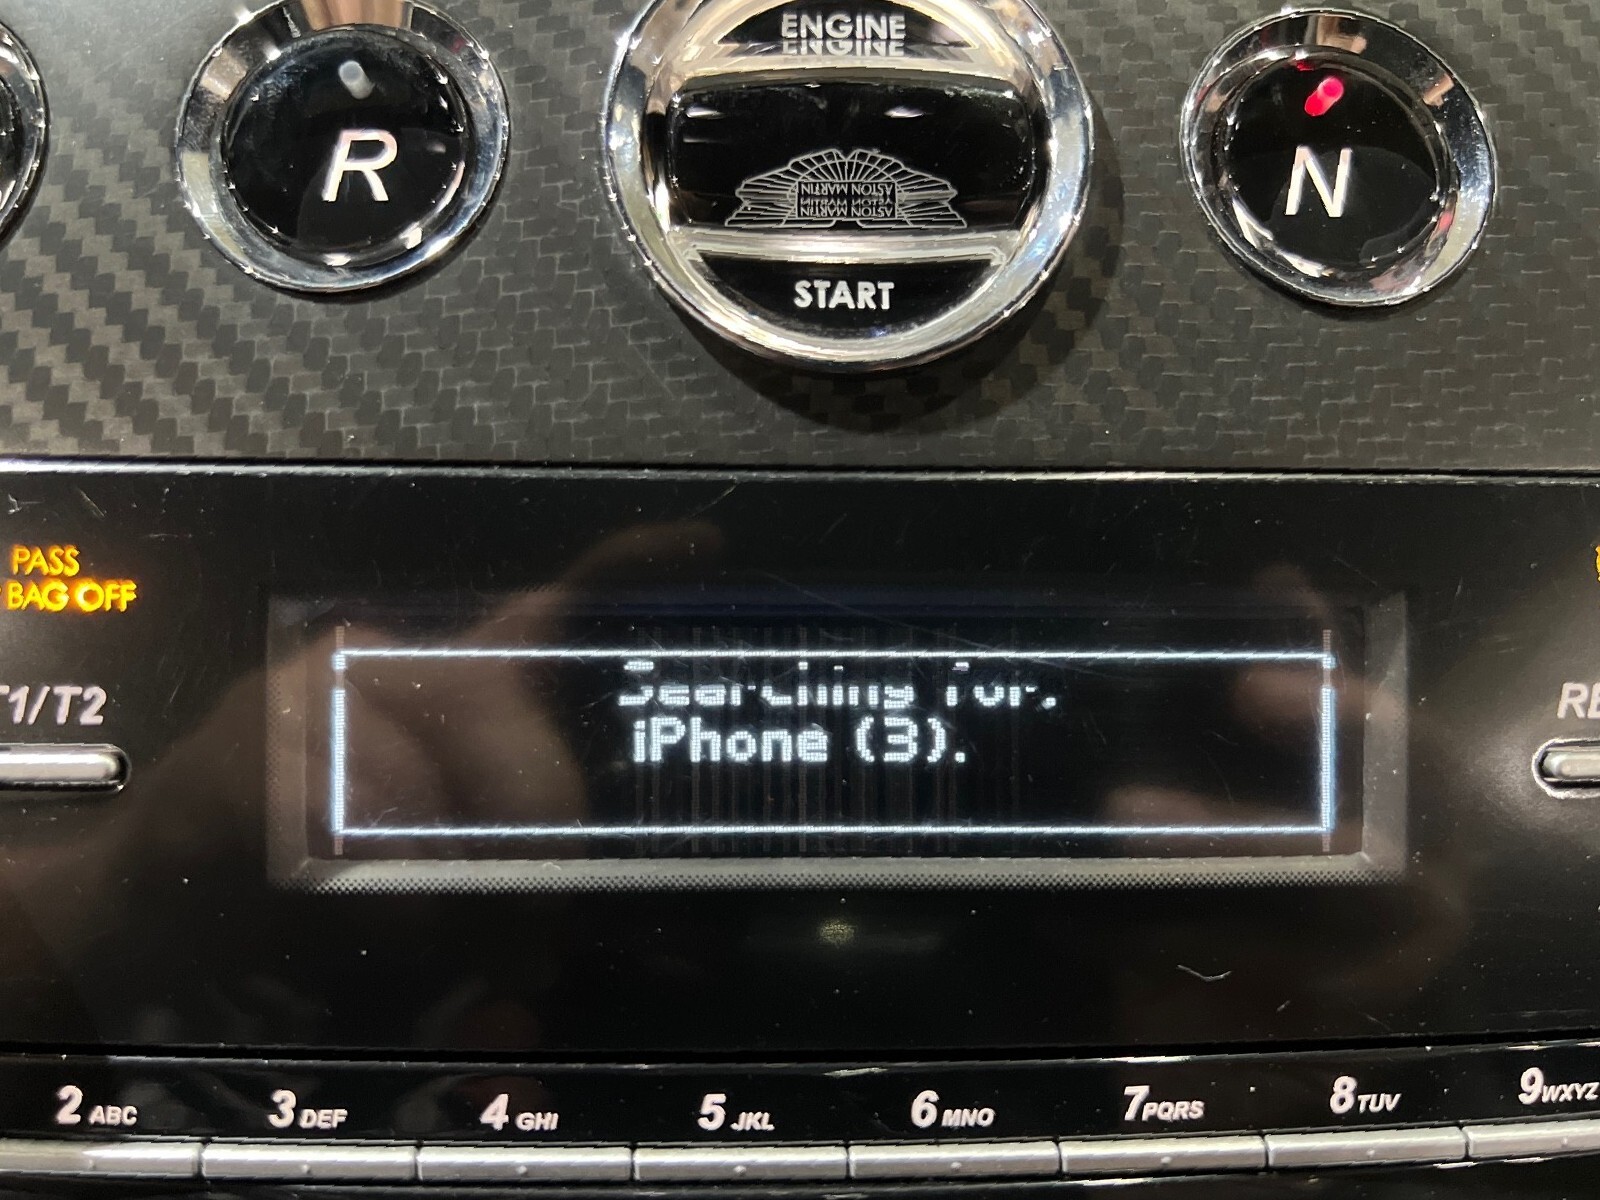 ENGINE
R
ASTON MARTIN
START
N
PASS
BAG OFF
T1/T2
Searching for.
iPhone (3).
RE
2 ABC
3 DEF
4 GHI
5 JKL
6 MNO
7 PQRS
8 TUV
9 WXYZ